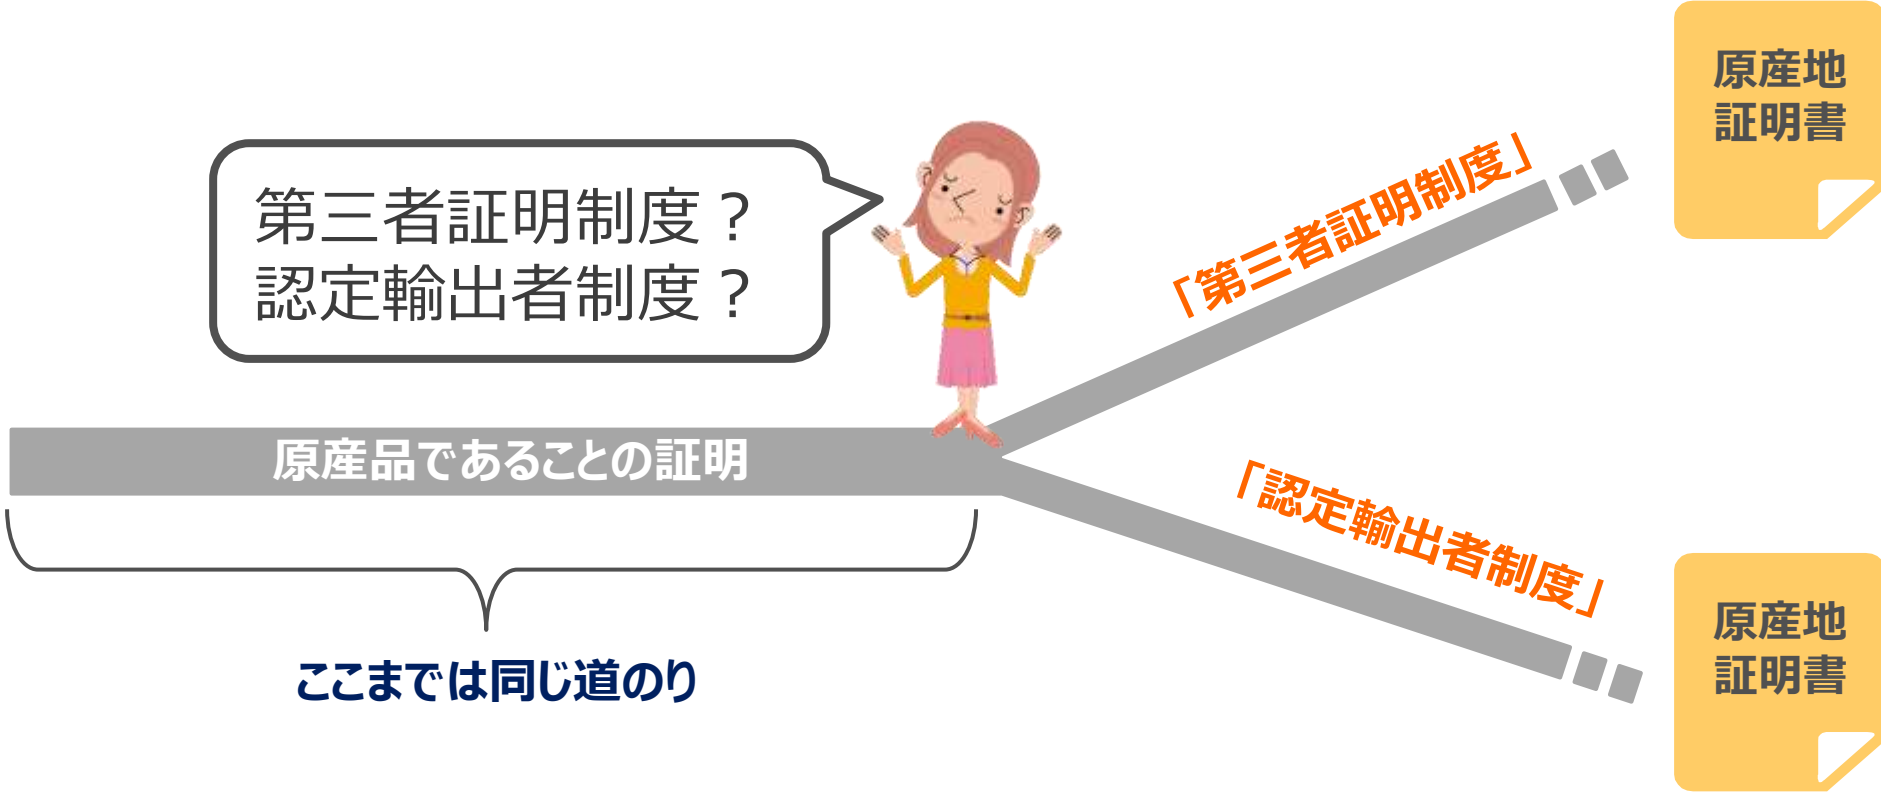 第三者証明制度？
認定輸出者制度？
原産品であることの証明
ここまでは同じ道のり
「第三者証明制度」
「認定輸出者制度」
原産地
証明書
原産地
証明書